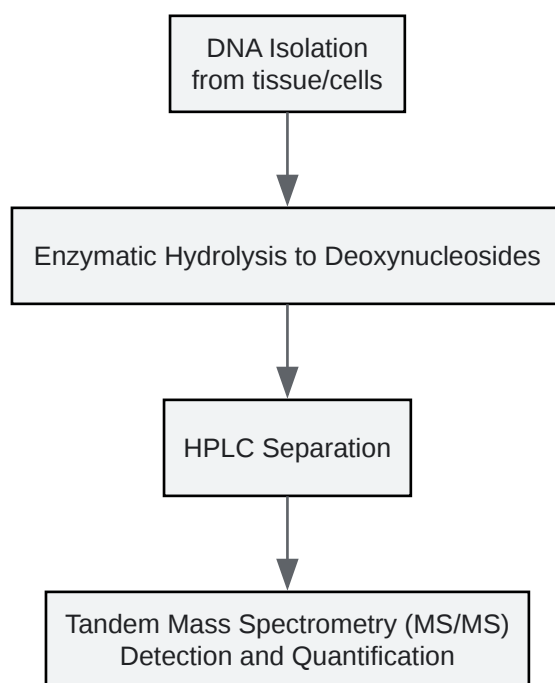 DNA Isolation
from tissue/cells
Enzymatic Hydrolysis to Deoxynucleosides
HPLC Separation
Tandem Mass Spectrometry (MS/MS)
Detection and Quantification